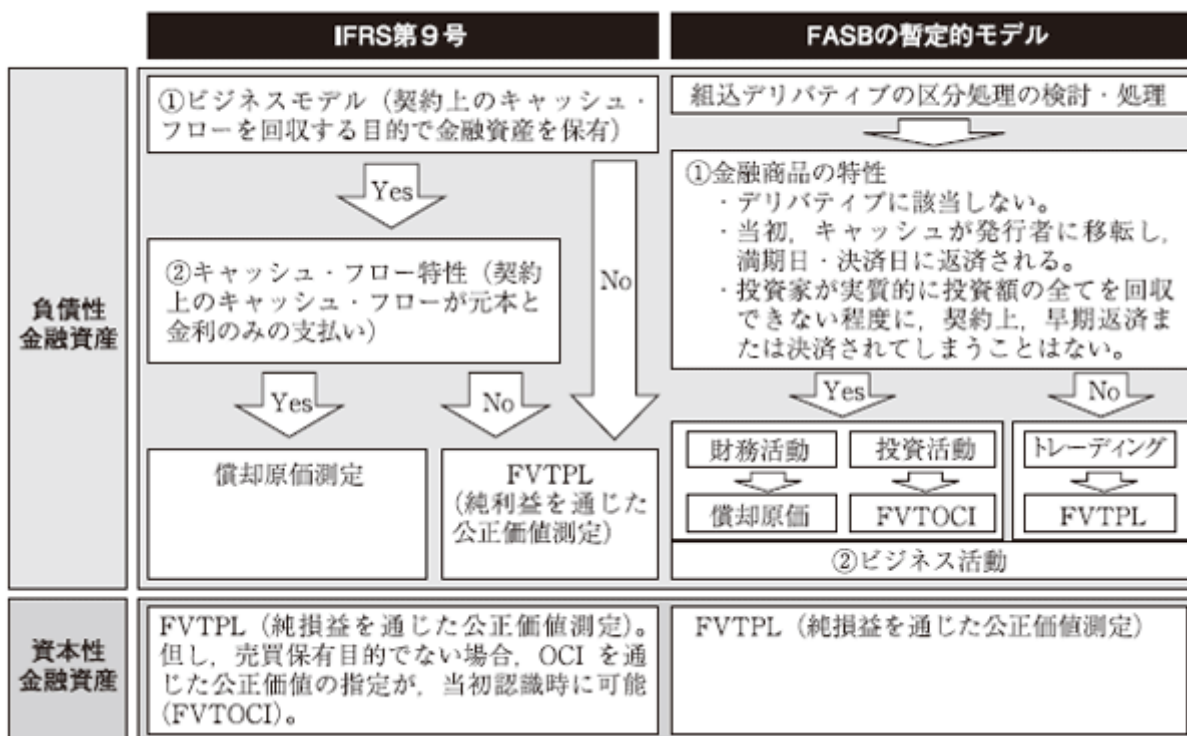 IFRS第9号
FASBの暫定的モデル
負債性
金融資産
①ビジネスモデル(契約上のキャッシュ・
フローを回収する目的で金融資産を保有)
Yes
No
②キャッシュ・フロー特性(契約
上のキャッシュ・フローが元本と
金利のみの支払い)
Yes
No
償却原価測定
FVTPL
(純利益を通じた
公正価値測定)
組込デリバティブの区分処理の検討・処理
①金融商品の特性
・デリバティブに該当しない。
・当初,キャッシュが発行者に移転し,
満期日・決済日に返済される。
・投資家が実質的に投資額の全てを回収
できない程度に,契約上,早期返済ま
たは決済されてしまうことはない。
Yes
No
財務活動
投資活動
トレーディング
償却原価
FVTOCI
FVTPL
②ビジネス活動
資本性
金融資産
FVTPL(純損益を通じた公正価値測定)。
但し,売買保有目的でない場合,OCI を通
じた公正価値の指定が,当初認識時に可能
(FVTOCI)。
FVTPL(純損益を通じた公正価値測定)